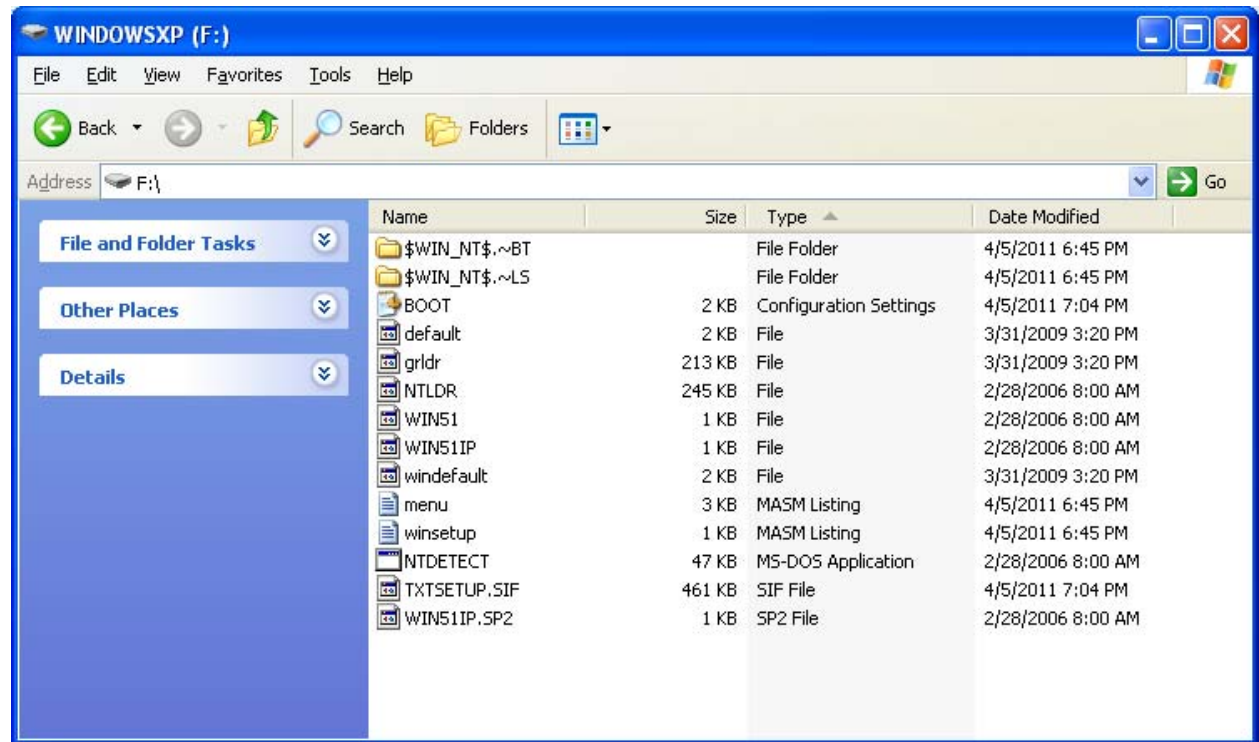 WINDOWSXP (F:)
File Edit View Favorites Tools Help
Back Search Folders
Address F:\ Go
File and Folder Tasks
Other Places
Details
Name Size Type Date Modified
$WIN_NT$.~BT File Folder 4/5/2011 6:45 PM
$WIN_NT$.~LS File Folder 4/5/2011 6:45 PM
BOOT 2 KB Configuration Settings 4/5/2011 7:04 PM
default 2 KB File 3/31/2009 3:20 PM
grldr 213 KB File 3/31/2009 3:20 PM
NTLDR 245 KB File 2/28/2006 8:00 AM
WIN51 1 KB File 2/28/2006 8:00 AM
WIN51IP 1 KB File 2/28/2006 8:00 AM
windefault 2 KB File 3/31/2009 3:20 PM
menu 3 KB MASM Listing 4/5/2011 6:45 PM
winsetup 1 KB MASM Listing 4/5/2011 6:45 PM
NTDETECT 47 KB MS-DOS Application 2/28/2006 8:00 AM
TXTSETUP.SIF 461 KB SIF File 4/5/2011 7:04 PM
WIN51IP.SP2 1 KB SP2 File 2/28/2006 8:00 AM